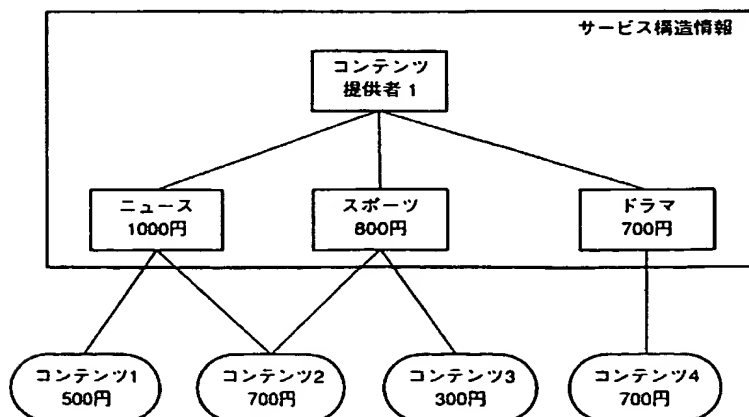 サービス構造情報
コンテンツ
提供者 1
ニュース
1000円
スポーツ
800円
ドラマ
700円
コンテンツ1
500円
コンテンツ2
700円
コンテンツ3
300円
コンテンツ4
700円